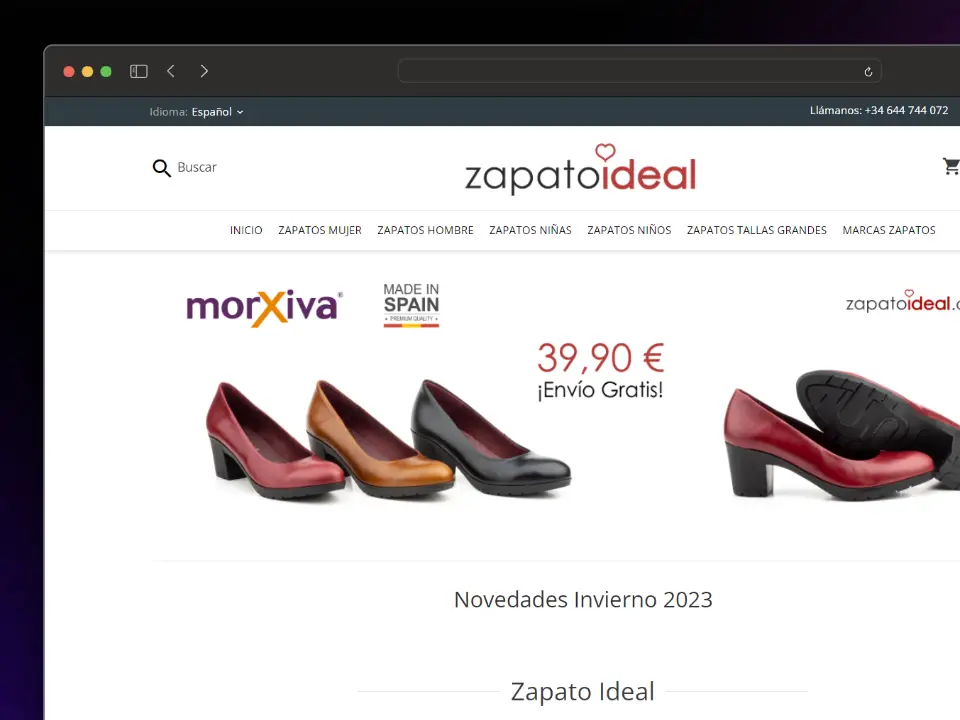 Idioma: Español
Llámanos: +34 644 744 072
Buscar
zapatoideal
INICIO ZAPATOS MUJER ZAPATOS HOMBRE ZAPATOS NIÑAS ZAPATOS NIÑOS ZAPATOS TALLAS GRANDES MARCAS ZAPATOS
morXiva®
MADE IN
SPAIN
• PREMIUM QUALITY •
zapatoideal.c
39,90 €
¡Envío Gratis!
Novedades Invierno 2023
Zapato Ideal